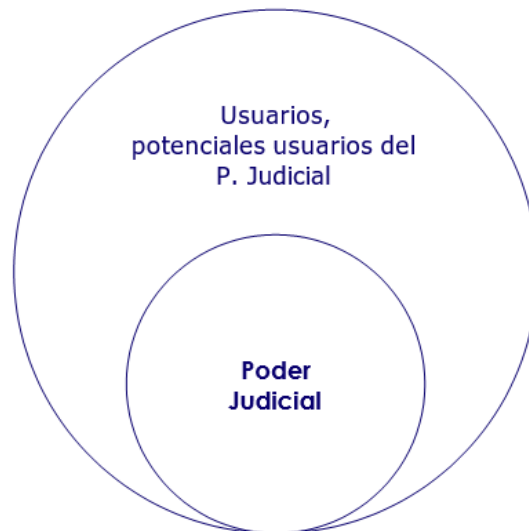 Usuarios,
potenciales usuarios del
P. Judicial
Poder
Judicial